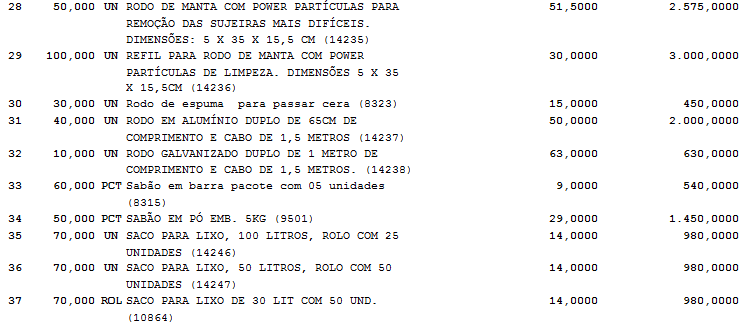 28 50,000 UN RODO DE MANTA COM POWER PARTÍCULAS PARA 51,5000 2.575,0000
REMOÇÃO DAS SUJEIRAS MAIS DIFÍCEIS.
DIMENSÕES: 5 X 35 X 15,5 CM (14235)
29 100,000 UN REFIL PARA RODO DE MANTA COM POWER 30,0000 3.000,0000
PARTÍCULAS DE LIMPEZA. DIMENSÕES 5 X 35
X 15,5CM (14236)
30 30,000 UN Rodo de espuma para passar cera (8323) 15,0000 450,0000
31 40,000 UN RODO EM ALUMÍNIO DUPLO DE 65CM DE 50,0000 2.000,0000
COMPRIMENTO E CABO DE 1,5 METROS (14237)
32 10,000 UN RODO GALVANIZADO DUPLO DE 1 METRO DE 63,0000 630,0000
COMPRIMENTO E CABO DE 1,5 METROS. (14238)
33 60,000 PCT Sabão em barra pacote com 05 unidades 9,0000 540,0000
(8315)
34 50,000 PCT SABÃO EM PÓ EMB. 5KG (9501) 29,0000 1.450,0000
35 70,000 UN SACO PARA LIXO, 100 LITROS, ROLO COM 25 14,0000 980,0000
UNIDADES (14246)
36 70,000 UN SACO PARA LIXO, 50 LITROS, ROLO COM 50 14,0000 980,0000
UNIDADES (14247)
37 70,000 ROL SACO PARA LIXO DE 30 LIT COM 50 UND. 14,0000 980,0000
(10864)